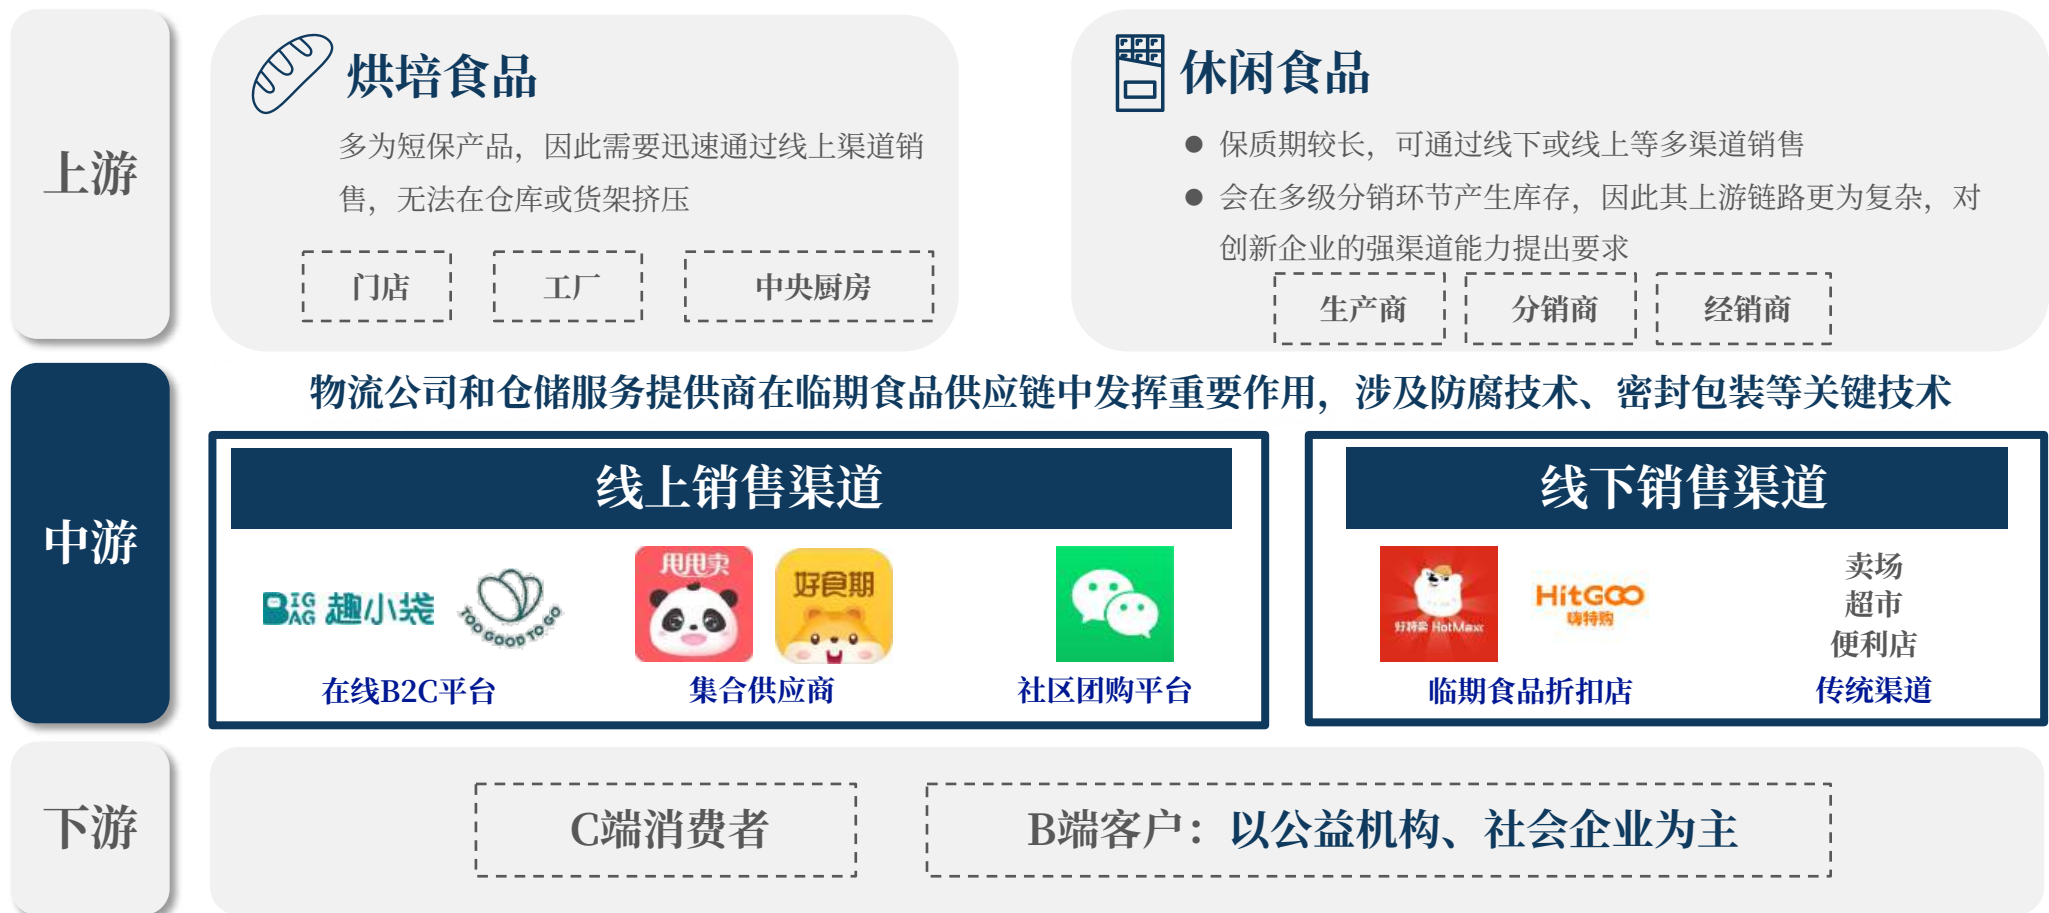 上游
烘培食品
多为短保产品，因此需要迅速通过线上渠道销
售，无法在仓库或货架挤压
门店
工厂
中央厨房
休闲食品
● 保质期较长，可通过线下或线上等多渠道销售
● 会在多级分销环节产生库存，因此其上游链路更为复杂，对
创新企业的强渠道能力提出要求
生产商
分销商
经销商
中游
物流公司和仓储服务提供商在临期食品供应链中发挥重要作用，涉及防腐技术、密封包装等关键技术
线上销售渠道
BIG
BAG
趣小袋
TOO GOOD TO GO
在线B2C平台
甩甩卖
好食期
集合供应商
社区团购平台
线下销售渠道
好特卖 HotMaxx
HitGOO
嗨特购
临期食品折扣店
卖场
超市
便利店
传统渠道
下游
C端消费者
B端客户：以公益机构、社会企业为主